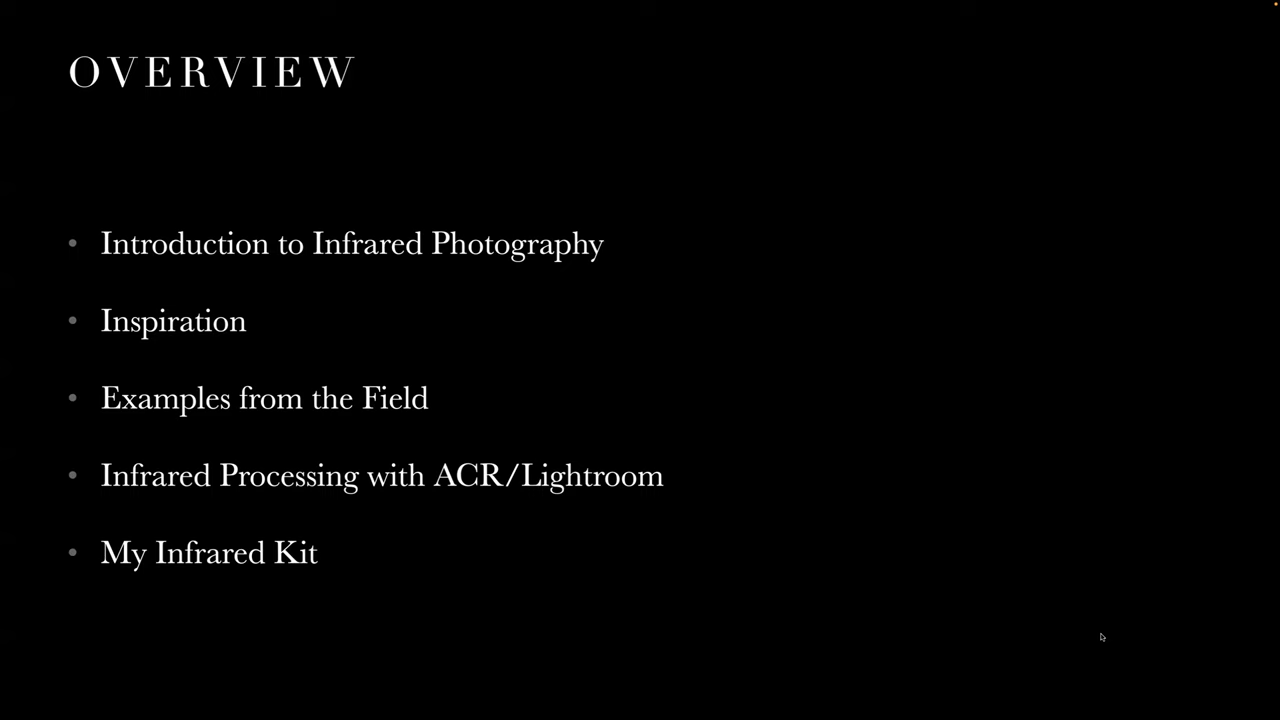 OVERVIEW
• Introduction to Infrared Photography
• Inspiration
• Examples from the Field
• Infrared Processing with ACR/Lightroom
• My Infrared Kit